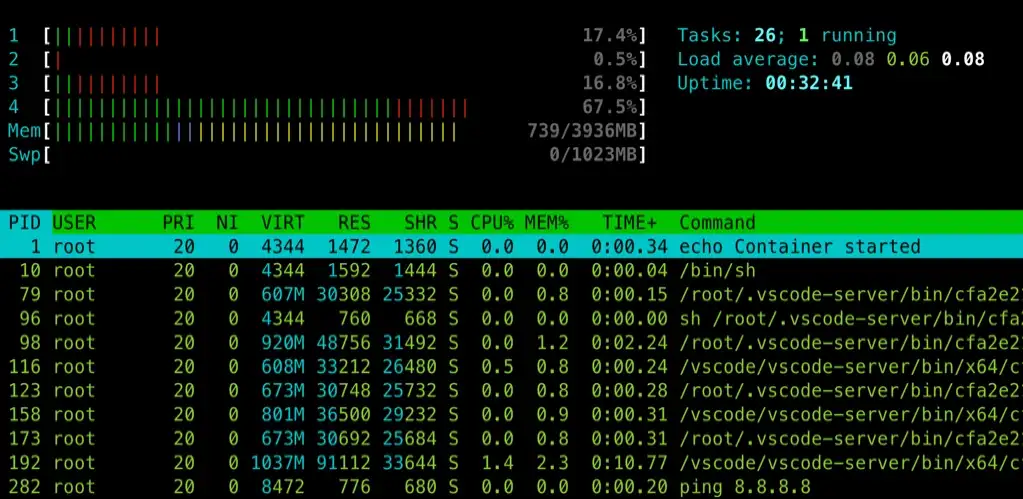 1 [||||||||||| 17.4%] Tasks: 26; 1 running
2 [| 0.5%] Load average: 0.08 0.06 0.08
3 [||||||||||| 16.8%] Uptime: 00:32:41
4 [||||||||||||||||||||||||||||||||||||||| 67.5%]
Mem[|||||||||||||||||||||||||||||||||||||| 739/3936MB]
Swp[ 0/1023MB]
PID USER PRI NI VIRT RES SHR S CPU% MEM% TIME+ Command
1 root 20 0 4344 1472 1360 S 0.0 0.0 0:00.34 echo Container started
10 root 20 0 4344 1592 1444 S 0.0 0.0 0:00.04 /bin/sh
79 root 20 0 607M 30308 25332 S 0.0 0.8 0:00.15 /root/.vscode-server/bin/cfa2e2
96 root 20 0 4344 760 668 S 0.0 0.0 0:00.00 sh /root/.vscode-server/bin/cfa
98 root 20 0 920M 48756 31492 S 0.0 1.2 0:02.24 /root/.vscode-server/bin/cfa2e2
116 root 20 0 608M 33212 26480 S 0.5 0.8 0:00.24 /vscode/vscode-server/bin/x64/c
123 root 20 0 673M 30748 25732 S 0.0 0.8 0:00.28 /root/.vscode-server/bin/cfa2e2
158 root 20 0 801M 36500 29232 S 0.0 0.9 0:00.31 /vscode/vscode-server/bin/x64/c
173 root 20 0 673M 30692 25684 S 0.0 0.8 0:00.31 /root/.vscode-server/bin/cfa2e2
192 root 20 0 1037M 91112 33644 S 1.4 2.3 0:10.77 /vscode/vscode-server/bin/x64/c
282 root 20 0 8472 776 680 S 0.0 0.0 0:00.20 ping 8.8.8.8